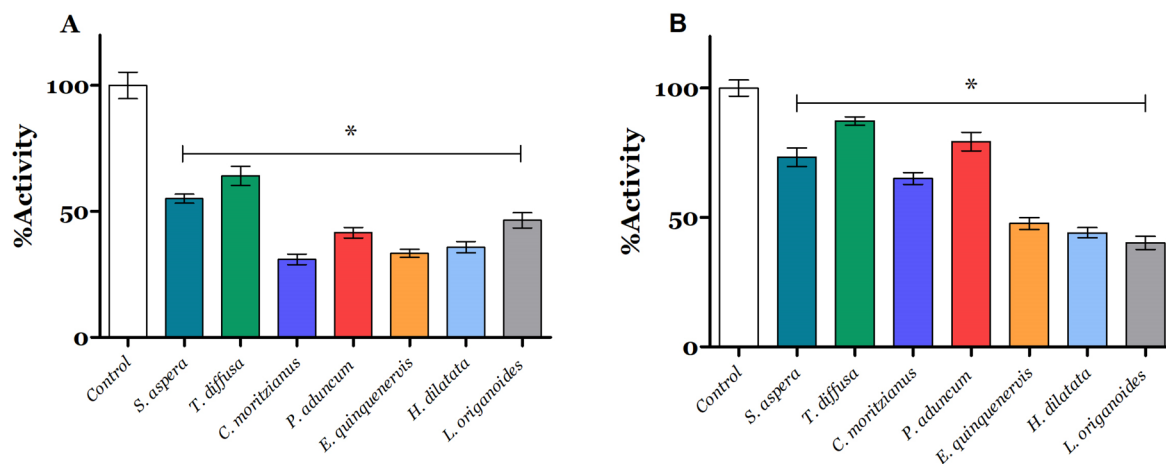 A
%Activity
100
50
0
*
Control
S. aspera
T. diffusa
C. moritzianus
P. aduncum
E. quinquenervis
H. dilatata
L. origanoides
B
%Activity
100
50
0
*
Control
S. aspera
T. diffusa
C. moritzianus
P. aduncum
E. quinquenervis
H. dilatata
L. origanoides